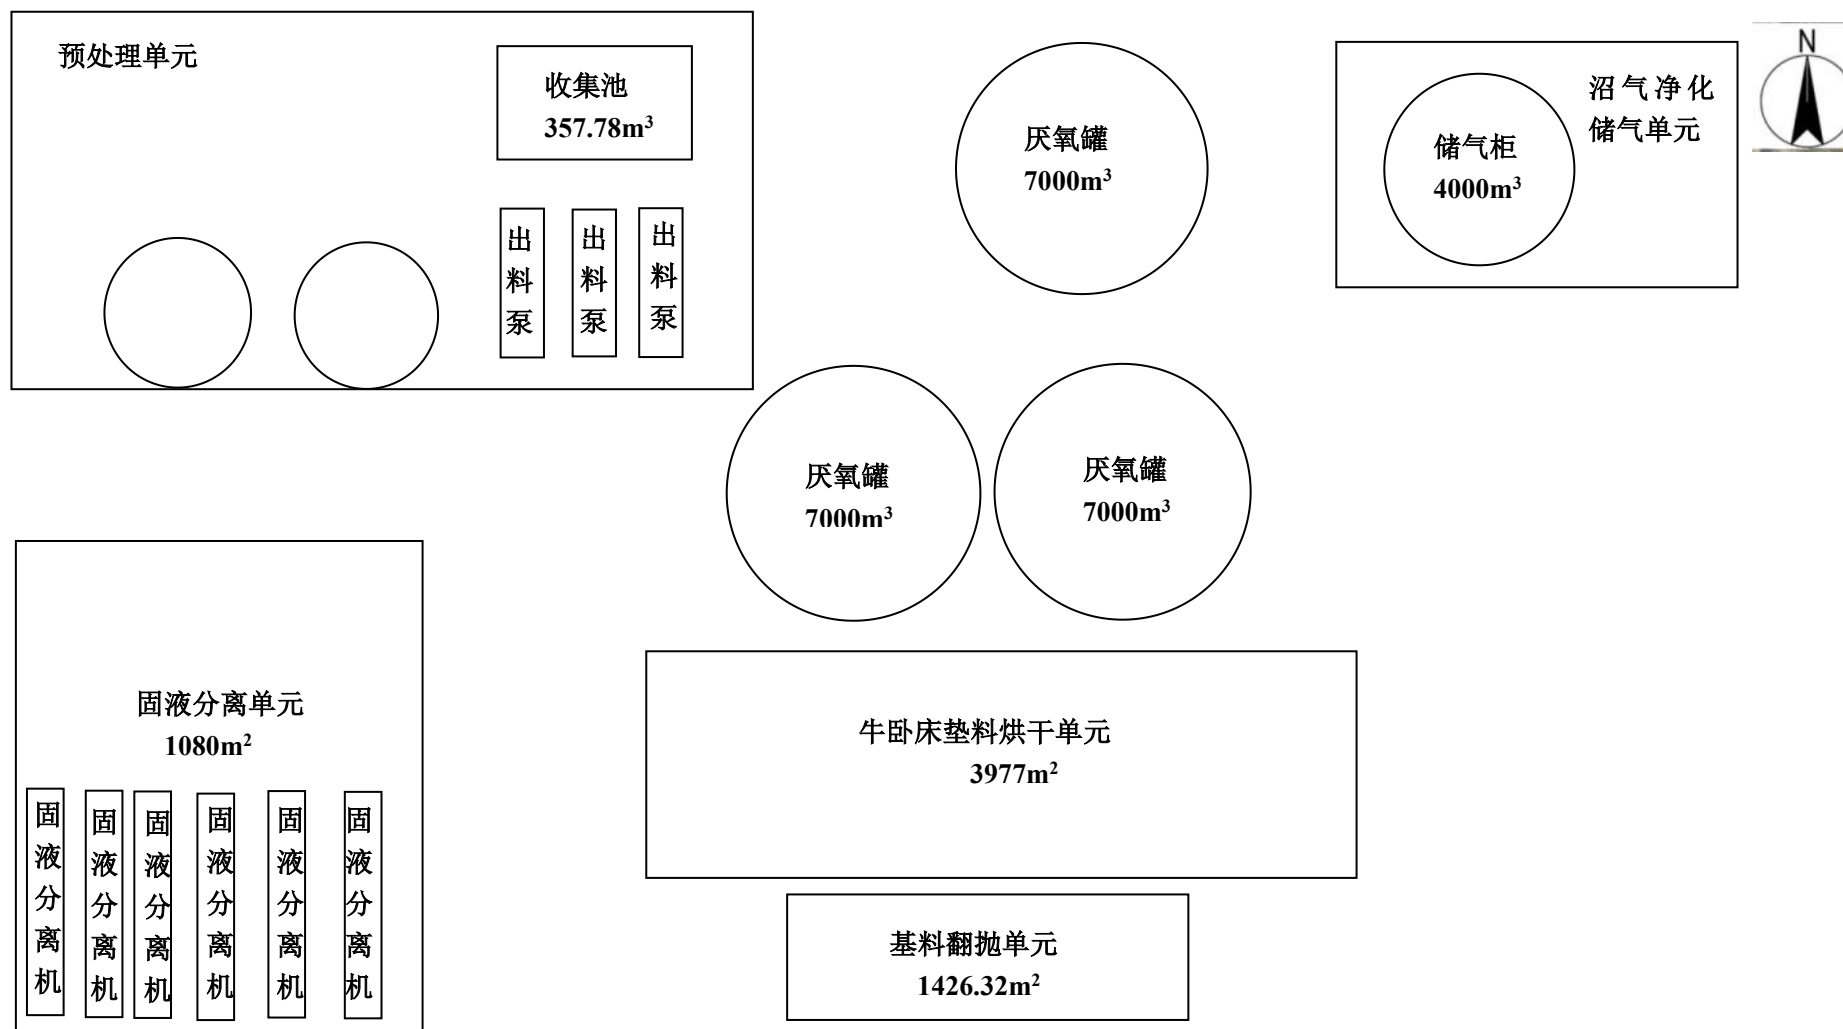 预处理单元
收集池
357.78m³
出料泵
出料泵
出料泵
厌氧罐
7000m³
储气柜
4000m³
沼气净化
储气单元
N
厌氧罐
7000m³
厌氧罐
7000m³
固液分离单元
1080m²
固液分离机
固液分离机
固液分离机
固液分离机
固液分离机
固液分离机
牛卧床垫料烘干单元
3977m²
基料翻抛单元
1426.32m²